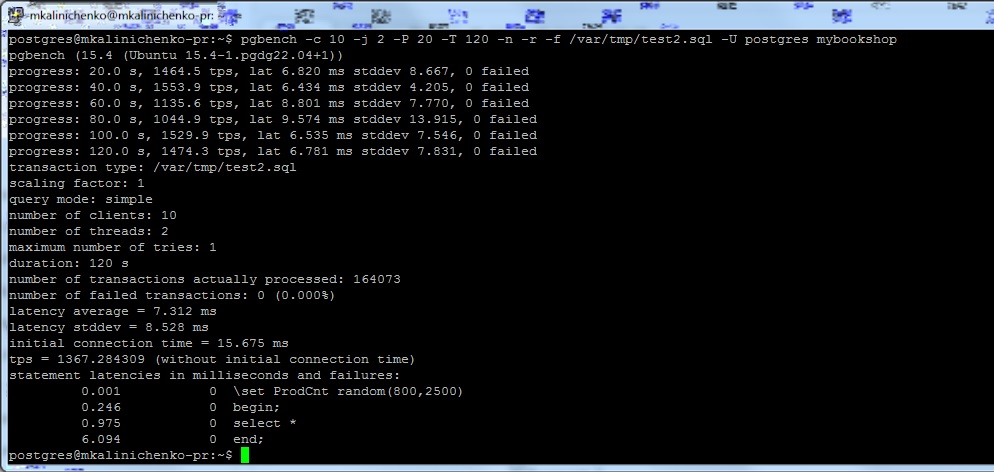 mkalinichenko@mkalinichenko-pr: ~
postgres@mkalinichenko-pr:~$ pgbench -c 10 -j 2 -P 20 -T 120 -n -r -f /var/tmp/test2.sql -U postgres mybookshop
pgbench (15.4 (Ubuntu 15.4-1.pgdg22.04+1))
progress: 20.0 s, 1464.5 tps, lat 6.820 ms stddev 8.667, 0 failed
progress: 40.0 s, 1553.9 tps, lat 6.434 ms stddev 4.205, 0 failed
progress: 60.0 s, 1135.6 tps, lat 8.801 ms stddev 7.770, 0 failed
progress: 80.0 s, 1044.9 tps, lat 9.574 ms stddev 13.915, 0 failed
progress: 100.0 s, 1529.9 tps, lat 6.535 ms stddev 7.546, 0 failed
progress: 120.0 s, 1474.3 tps, lat 6.781 ms stddev 7.831, 0 failed
transaction type: /var/tmp/test2.sql
scaling factor: 1
query mode: simple
number of clients: 10
number of threads: 2
maximum number of tries: 1
duration: 120 s
number of transactions actually processed: 164073
number of failed transactions: 0 (0.000%)
latency average = 7.312 ms
latency stddev = 8.528 ms
initial connection time = 15.675 ms
tps = 1367.284309 (without initial connection time)
statement latencies in milliseconds and failures:
0.001 0 \set ProdCnt random(800,2500)
0.246 0 begin;
0.975 0 select *
6.094 0 end;
postgres@mkalinichenko-pr:~$